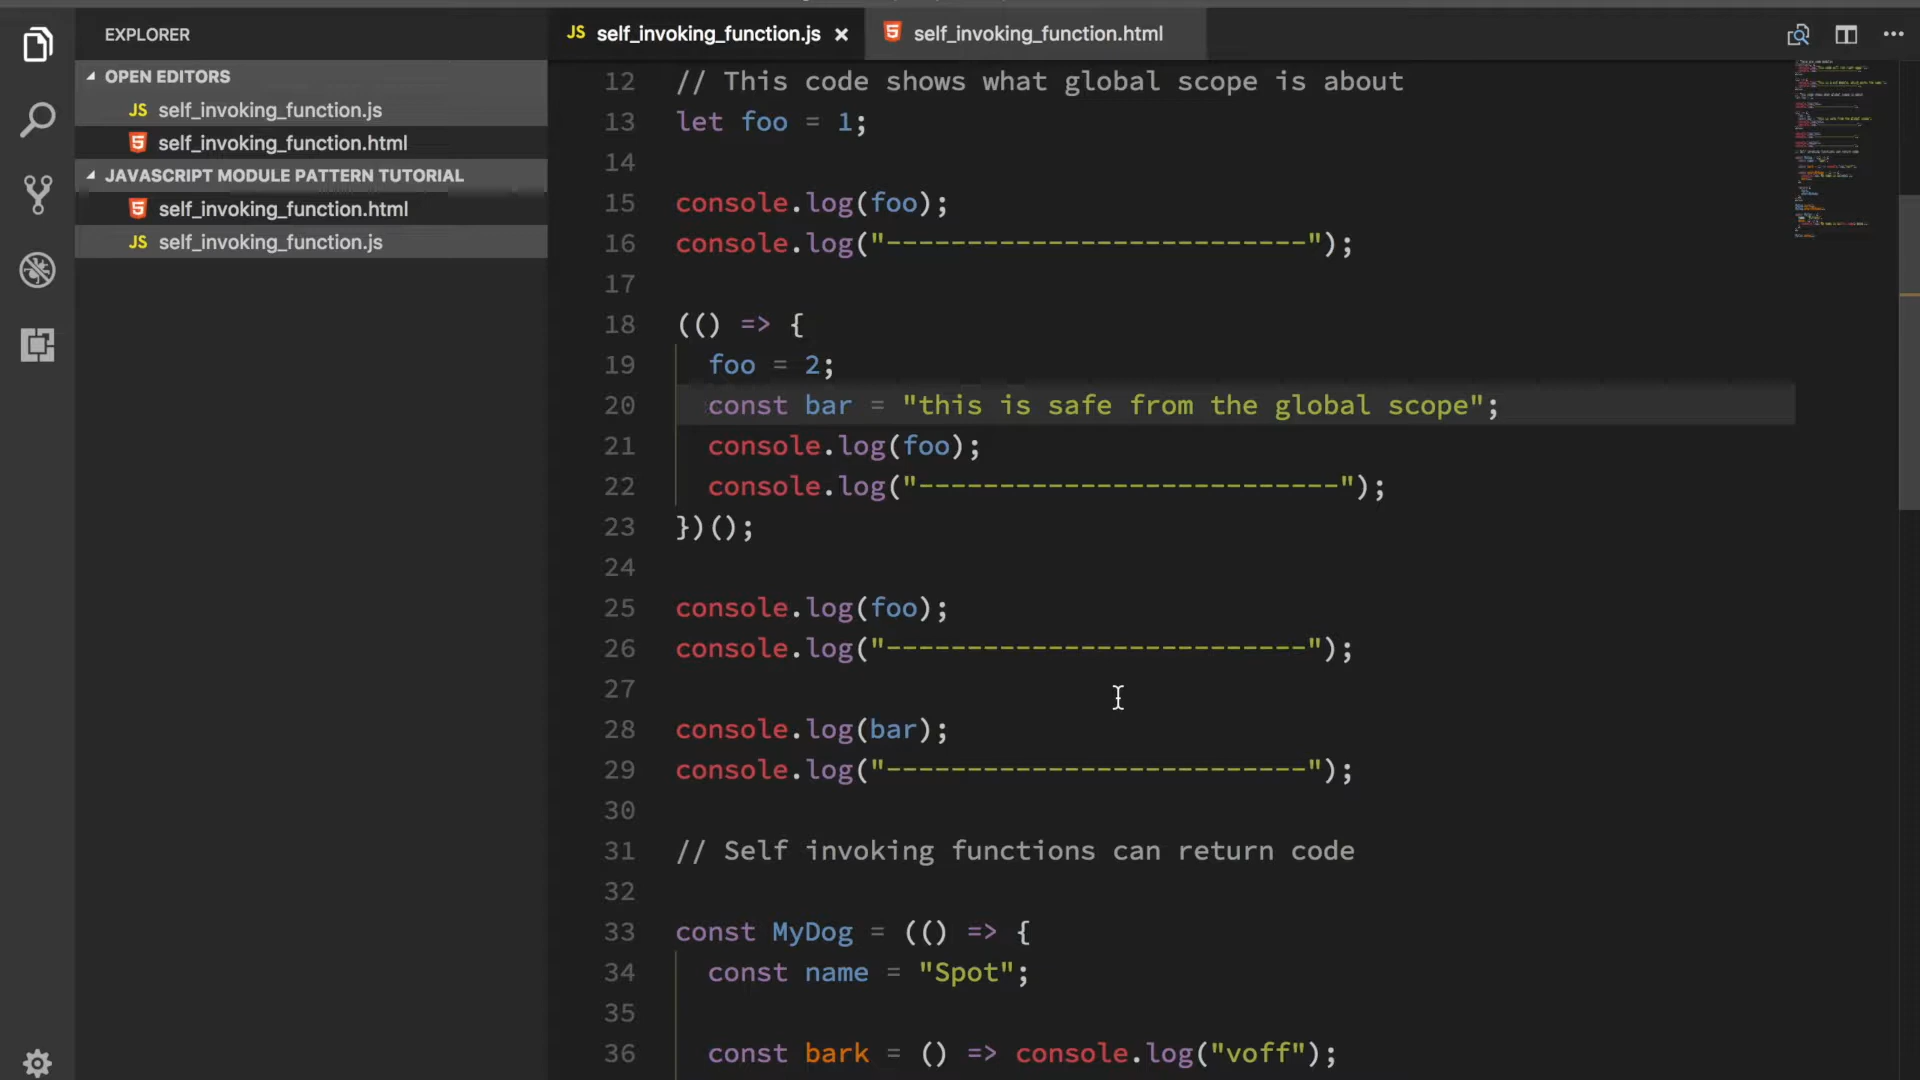 EXPLORER
OPEN EDITORS
JS self_invoking_function.js
self_invoking_function.html
JAVASCRIPT MODULE PATTERN TUTORIAL
self_invoking_function.html
JS self_invoking_function.js
JS self_invoking_function.js ×
self_invoking_function.html
12 // This code shows what global scope is about
13 let foo = 1;
14
15 console.log(foo);
16 console.log("--------------------------");
17
18 (() => {
19 foo = 2;
20 const bar = "this is safe from the global scope";
21 console.log(foo);
22 console.log("--------------------------");
23 })();
24
25 console.log(foo);
26 console.log("--------------------------");
27
28 console.log(bar);
29 console.log("--------------------------");
30
31 // Self invoking functions can return code
32
33 const MyDog = (() => {
34 const name = "Spot";
35
36 const bark = () => console.log("voff");